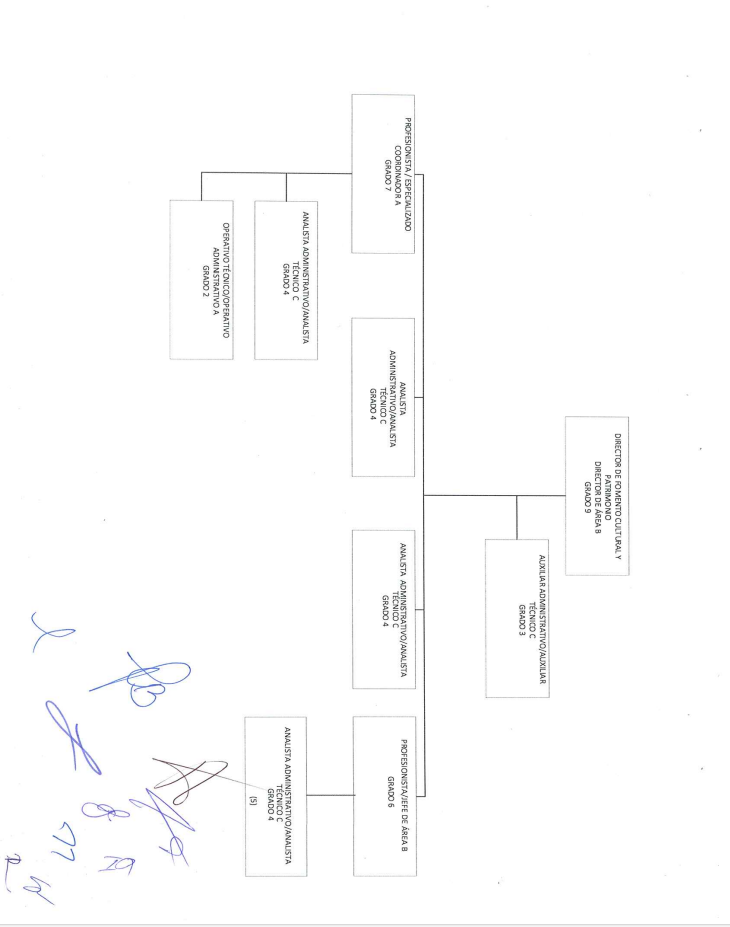 DIRECTOR DE FOMENTO CULTURAL Y
PATRIMONIO
DIRECTOR DE ÁREA B
GRADO 9
AUXILIAR ADMINISTRATIVO/AUXILIAR
TÉCNICO C
GRADO 3
PROFESIONISTA / ESPECIALIZADO
COORDINADOR A
GRADO 7
ANALISTA
ADMINISTRATIVO/ANALISTA
TÉCNICO C
GRADO 4
ANALISTA ADMINISTRATIVO/ANALISTA
TÉCNICO C
GRADO 4
PROFESIONISTA/JEFE DE ÁREA B
GRADO 6
ANALISTA ADMINISTRATIVO/ANALISTA
TÉCNICO C
GRADO 4
OPERATIVO TÉCNICO/OPERATIVO
ADMINISTRATIVO A
GRADO 2
ANALISTA ADMINISTRATIVO/ANALISTA
TÉCNICO C
GRADO 4
(5)